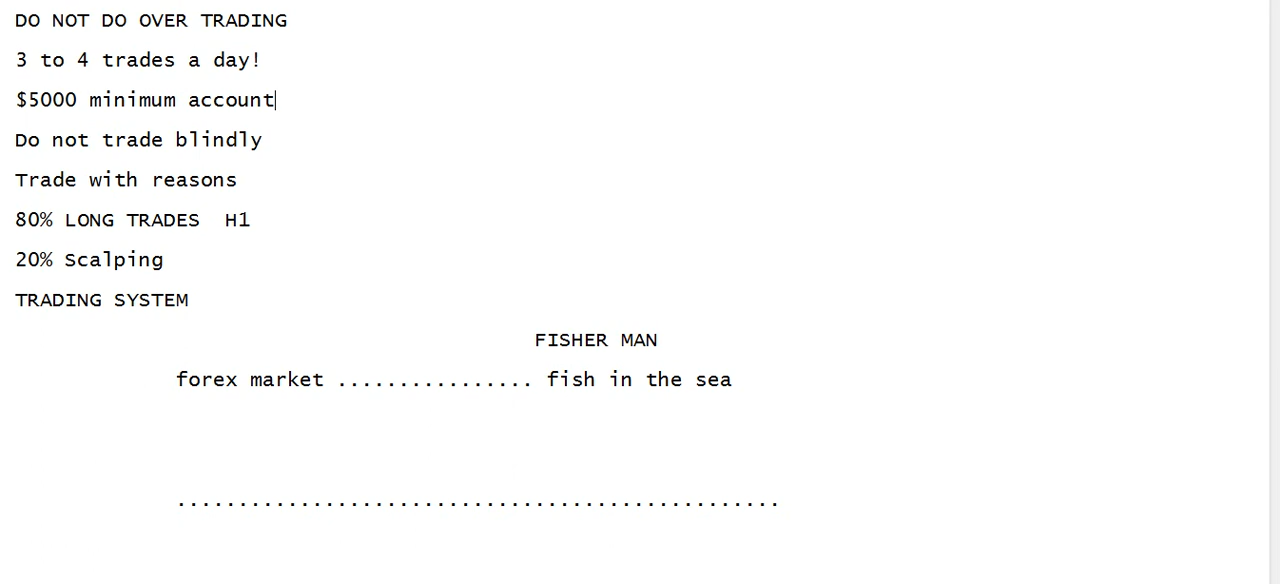 DO NOT DO OVER TRADING
3 to 4 trades a day!
$5000 minimum account
Do not trade blindly
Trade with reasons
80% LONG TRADES  H1
20% Scalping
TRADING SYSTEM
FISHER MAN
forex market ................ fish in the sea
.................................................